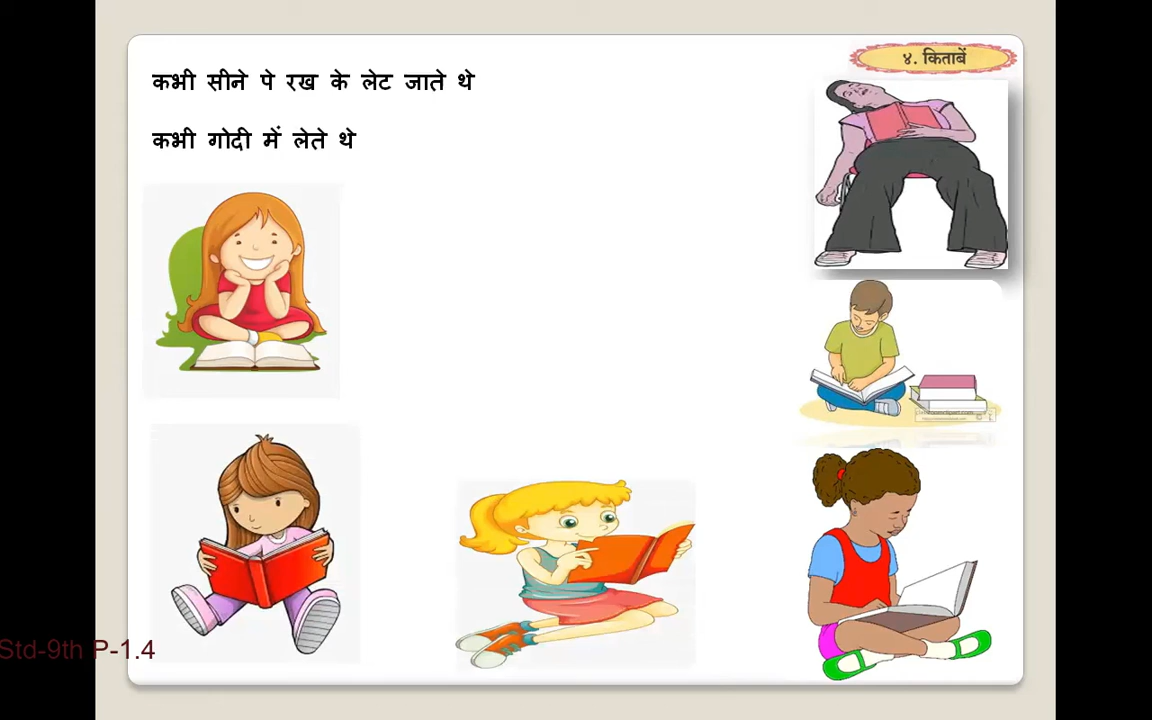 ४. किताबें
कभी सीने पे रख के लेट जाते थे
कभी गोदी में लेते थे
Std-9th P-1.4